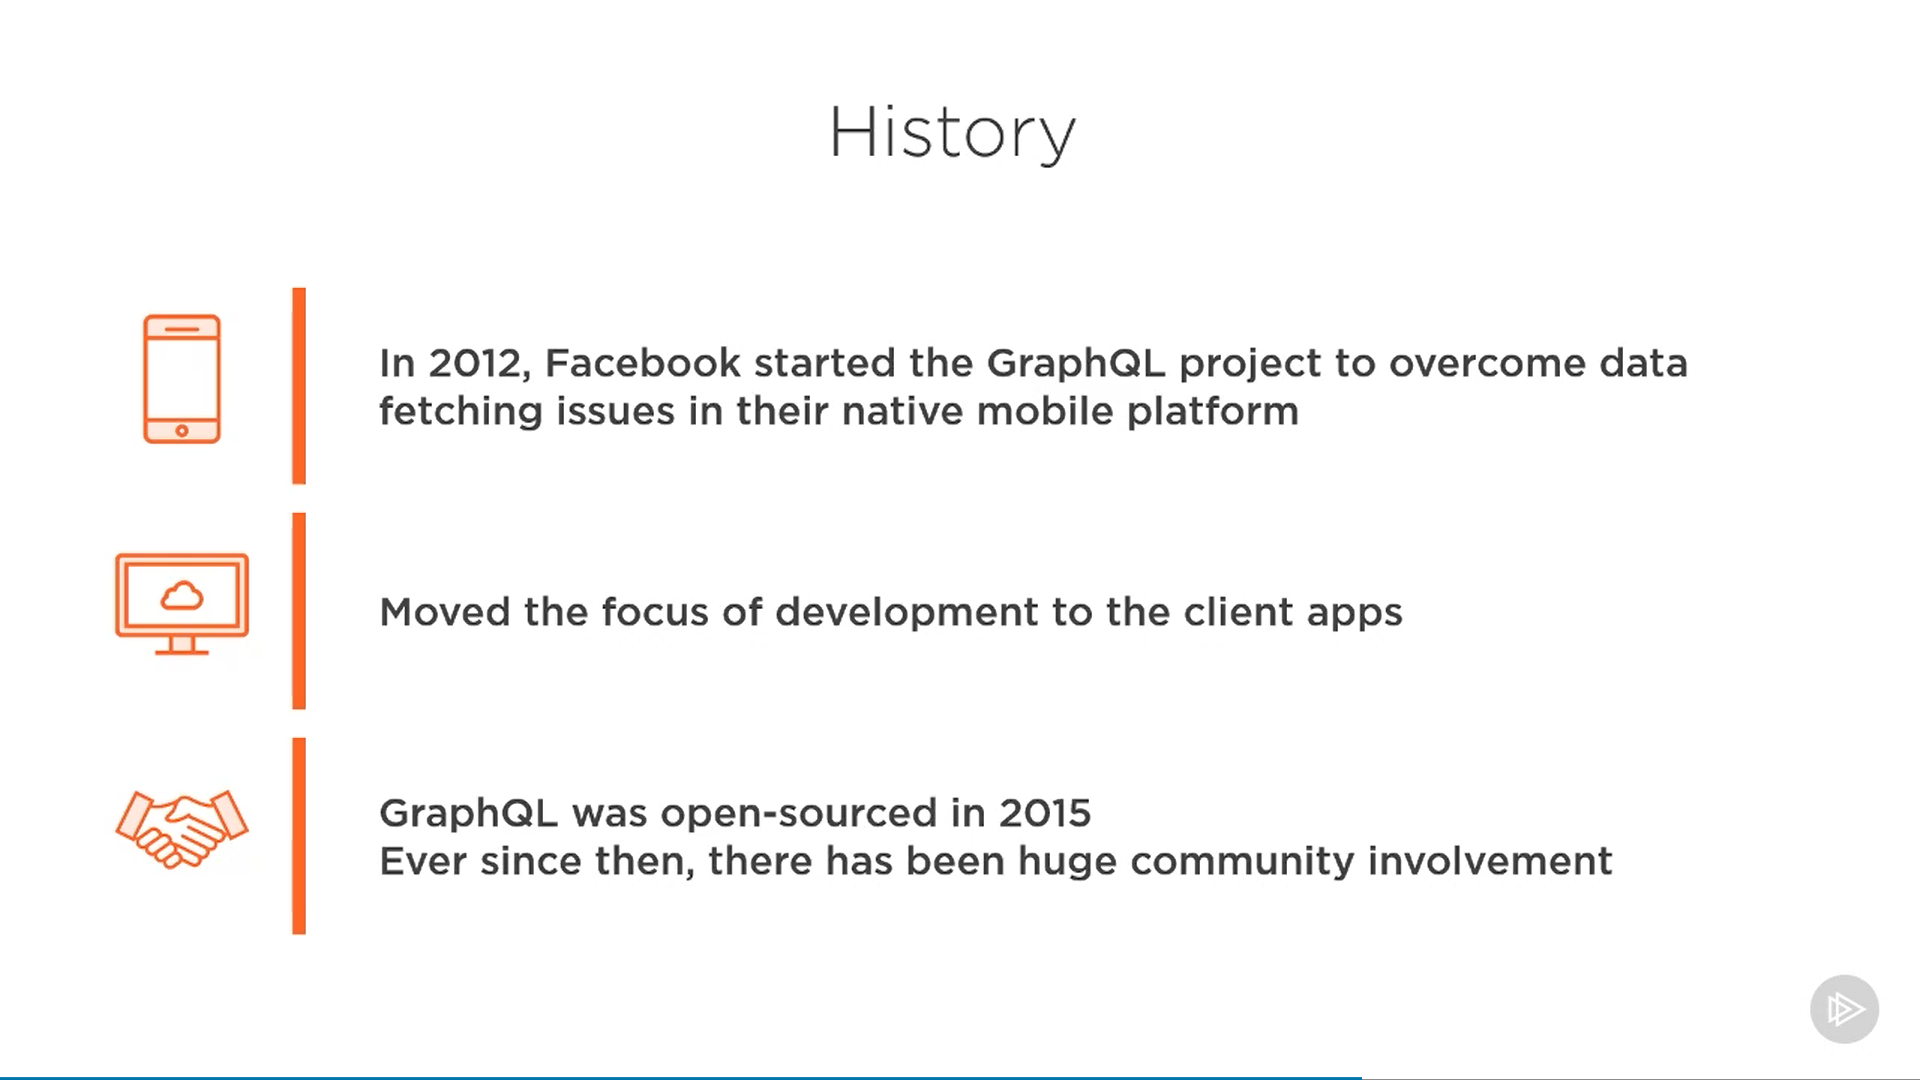 History
In 2012, Facebook started the GraphQL project to overcome data
fetching issues in their native mobile platform
Moved the focus of development to the client apps
GraphQL was open-sourced in 2015
Ever since then, there has been huge community involvement